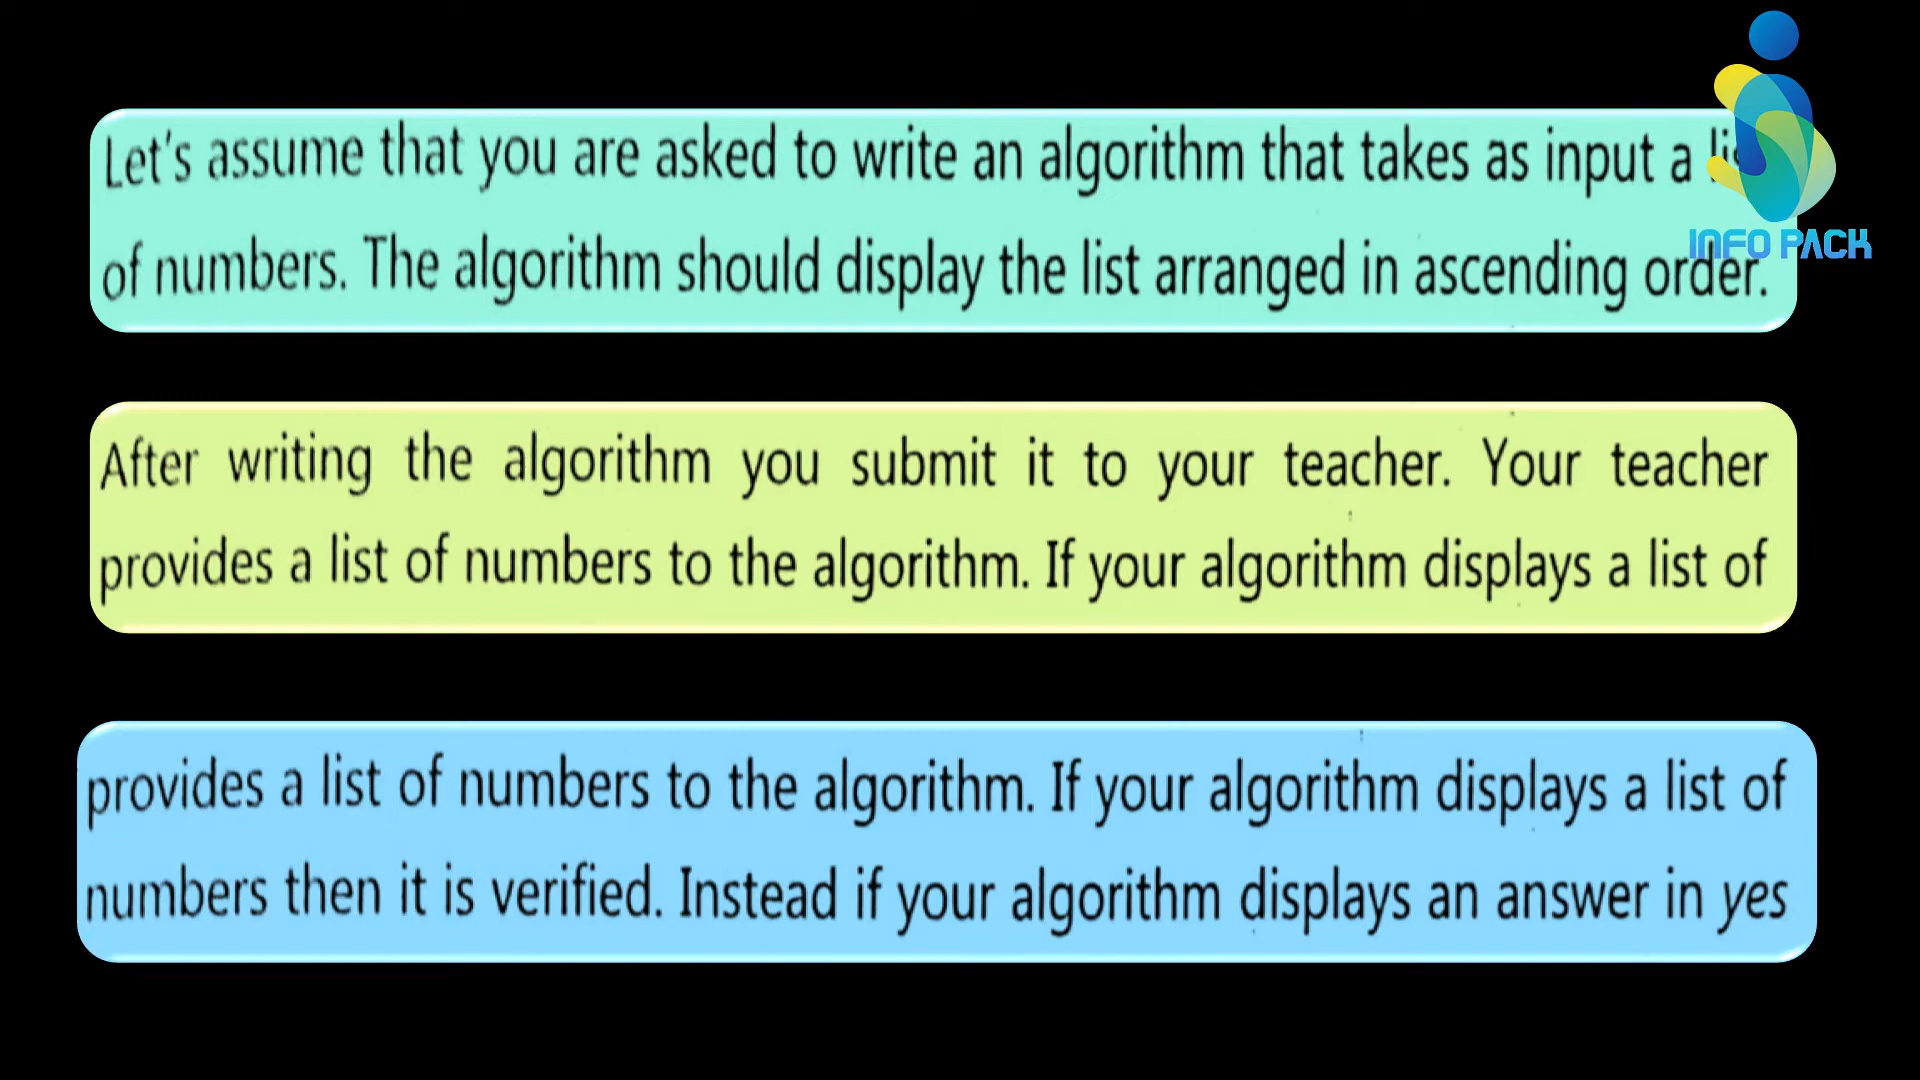 Let's assume that you are asked to write an algorithm that takes as input a
of numbers. The algorithm should display the list arranged in ascending order.
After writing the algorithm you submit it to your teacher. Your teacher
provides a list of numbers to the algorithm. If your algorithm displays a list of
provides a list of numbers to the algorithm. If your algorithm displays a list of
numbers then it is verified. Instead if your algorithm displays an answer in yes
INFO PACK